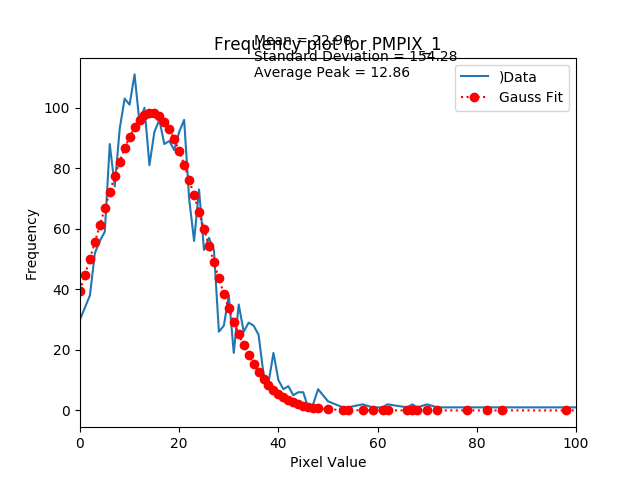 Mean = 22.90
Frequency plot for PMPIX_1
Standard Deviation = 154.28
Average Peak = 12.86
)Data
Gauss Fit
Frequency
100
80
60
40
20
0
0 20 40 60 80 100
Pixel Value